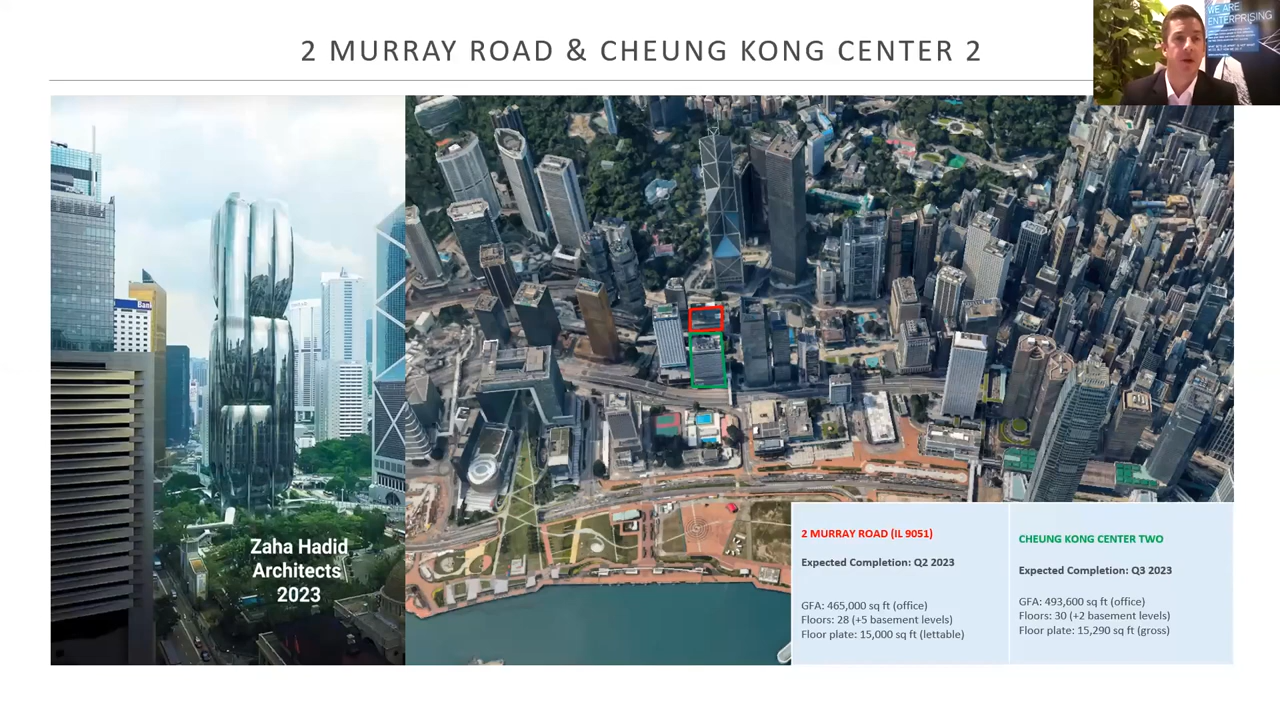 2 MURRAY ROAD & CHEUNG KONG CENTER 2
WE ARE
ENTERPRISING
Bank
Zaha Hadid
Architects
2023
2 MURRAY ROAD (IL 9051)
Expected Completion: Q2 2023
GFA: 465,000 sq ft (office)
Floors: 28 (+5 basement levels)
Floor plate: 15,000 sq ft (lettable)
CHEUNG KONG CENTER TWO
Expected Completion: Q3 2023
GFA: 493,600 sq ft (office)
Floors: 30 (+2 basement levels)
Floor plate: 15,290 sq ft (gross)